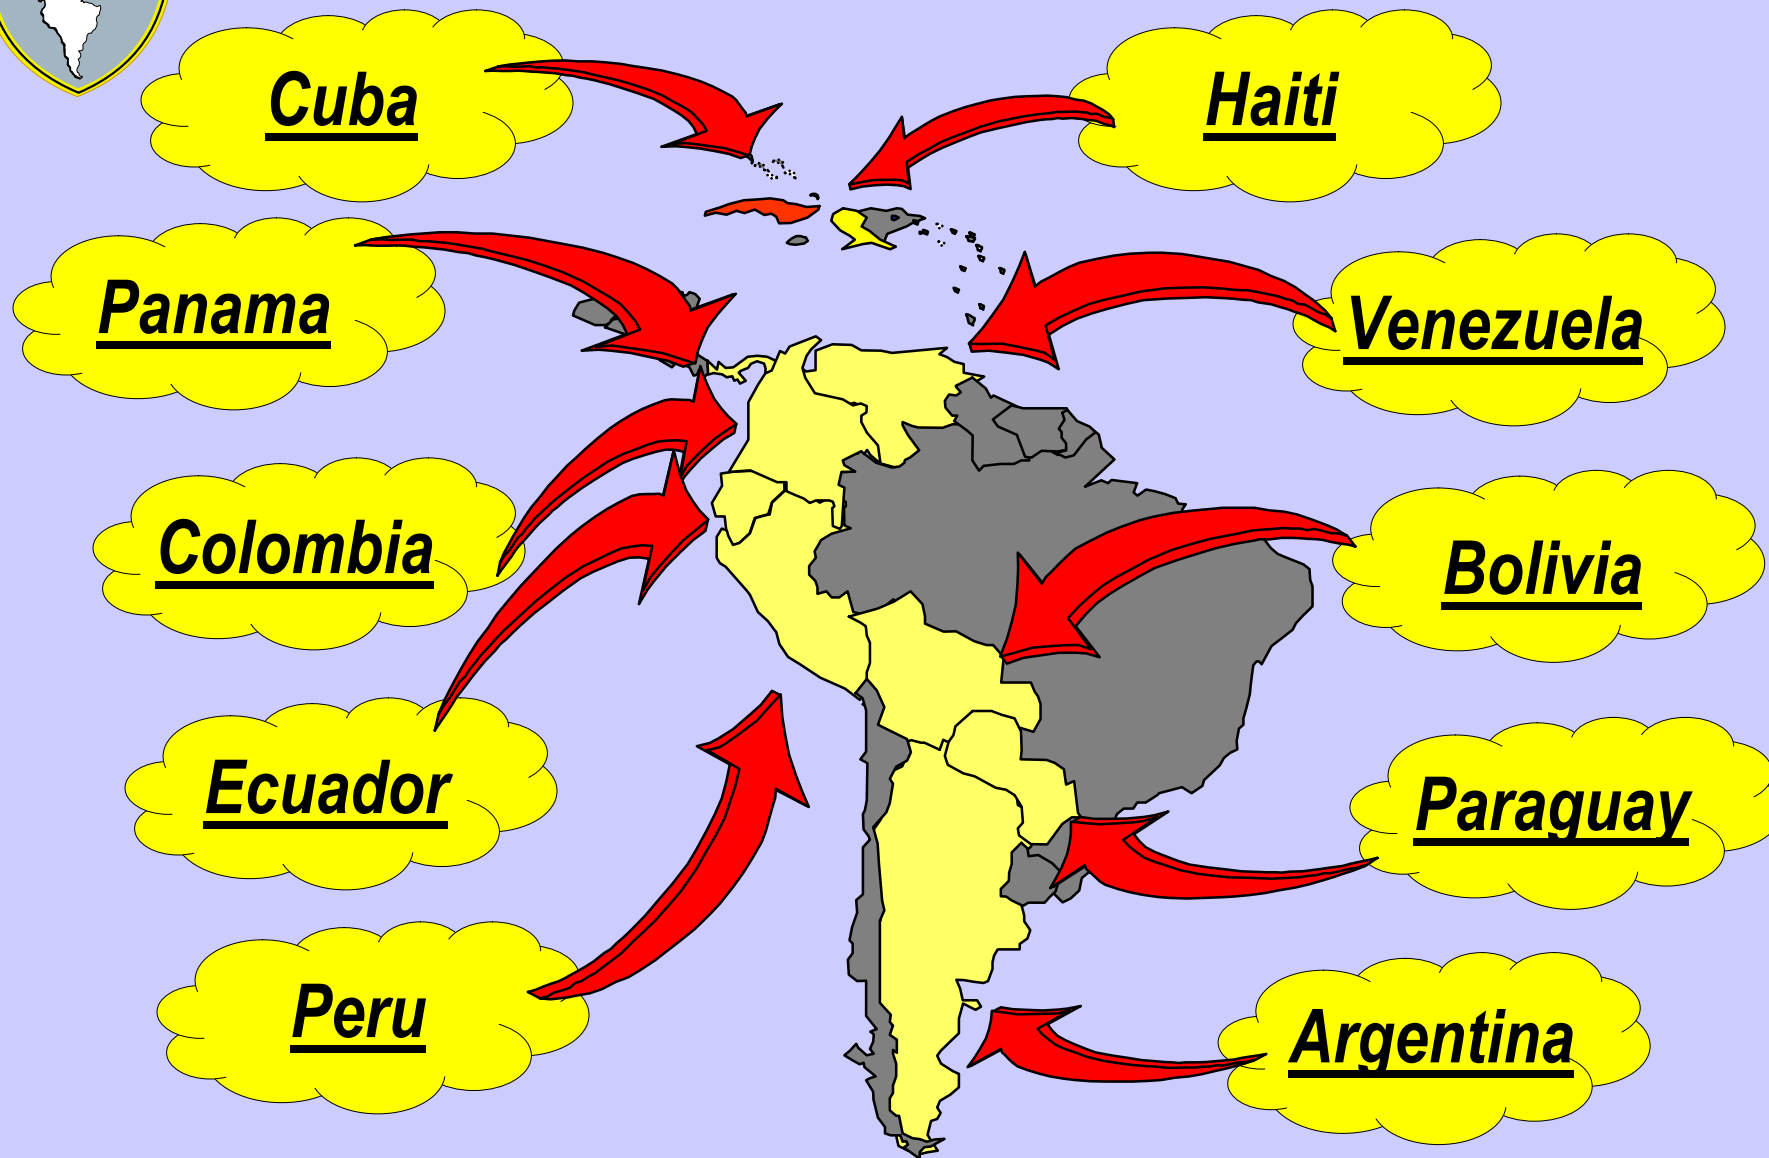 Cuba
Haiti
Panama
Venezuela
Colombia
Bolivia
Ecuador
Paraguay
Peru
Argentina